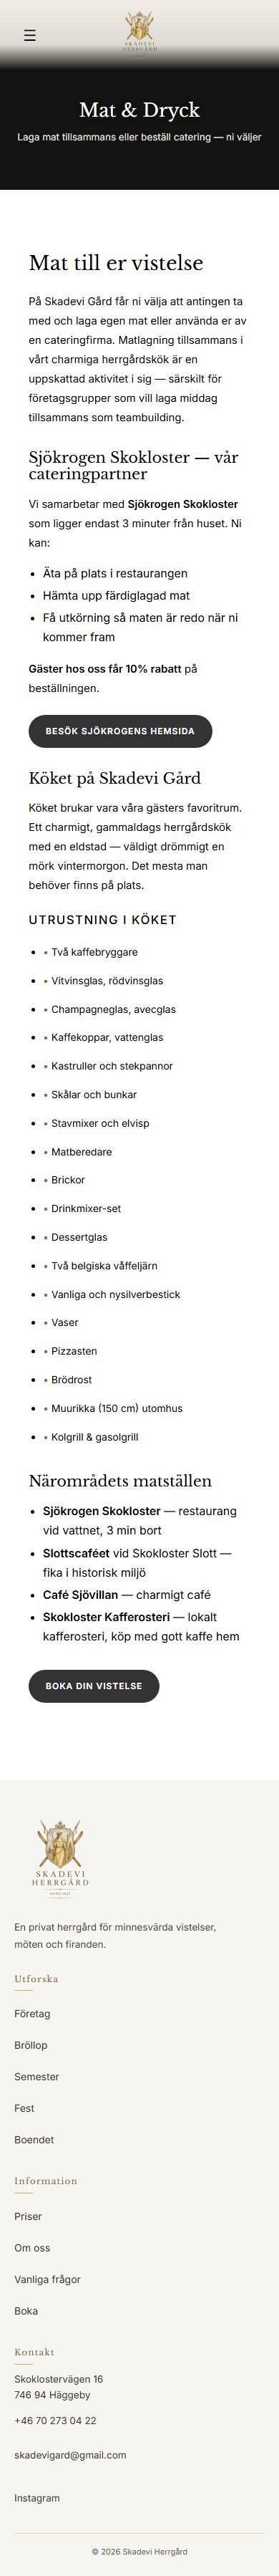 ☰
SKADEVI
HERRGÅRD
Mat & Dryck
Laga mat tillsammans eller beställ catering — ni väljer
Mat till er vistelse
På Skadevi Gård får ni välja att antingen ta
med och laga egen mat eller använda er av
en cateringfirma. Matlagning tillsammans i
vårt charmiga herrgårdskök är en
uppskattad aktivitet i sig — särskilt för
företagsgrupper som vill laga middag
tillsammans som teambuilding.
Sjökrogen Skokloster — vår
cateringpartner
Vi samarbetar med Sjökrogen Skokloster
som ligger endast 3 minuter från huset. Ni
kan:
• Äta på plats i restaurangen
• Hämta upp färdiglagad mat
• Få utkörning så maten är redo när ni
kommer fram
Gäster hos oss får 10% rabatt på
beställningen.
BESÖK SJÖKROGENS HEMSIDA
Köket på Skadevi Gård
Köket brukar vara våra gästers favoritrum.
Ett charmigt, gammaldags herrgårdskök
med en eldstad — väldigt drömmigt en
mörk vintermorgon. Det mesta man
behöver finns på plats.
UTRUSTNING I KÖKET
• • Två kaffebryggare
• • Vitvinsglas, rödvinsglas
• • Champagneglas, avecglas
• • Kaffekoppar, vattenglas
• • Kastruller och stekpannor
• • Skålar och bunkar
• • Stavmixer och elvisp
• • Matberedare
• • Brickor
• • Drinkmixer-set
• • Dessertglas
• • Två belgiska våffeljärn
• • Vanliga och nysilverbestick
• • Vaser
• • Pizzasten
• • Brödrost
• • Muurikka (150 cm) utomhus
• • Kolgrill & gasolgrill
Närområdets matställen
• Sjökrogen Skokloster — restaurang
vid vattnet, 3 min bort
• Slottscaféet vid Skokloster Slott —
fika i historisk miljö
• Café Sjövillan — charmigt café
• Skokloster Kafferosteri — lokalt
kafferosteri, köp med gott kaffe hem
BOKA DIN VISTELSE
SKADEVI
HERRGÅRD
En privat herrgård för minnesvärda vistelser,
möten och firanden.
Utforska
Företag
Bröllop
Semester
Fest
Boendet
Information
Priser
Om oss
Vanliga frågor
Boka
Kontakt
Skoklostervägen 16
746 94 Häggeby
+46 70 273 04 22
skadevigard@gmail.com
Instagram
© 2026 Skadevi Herrgård